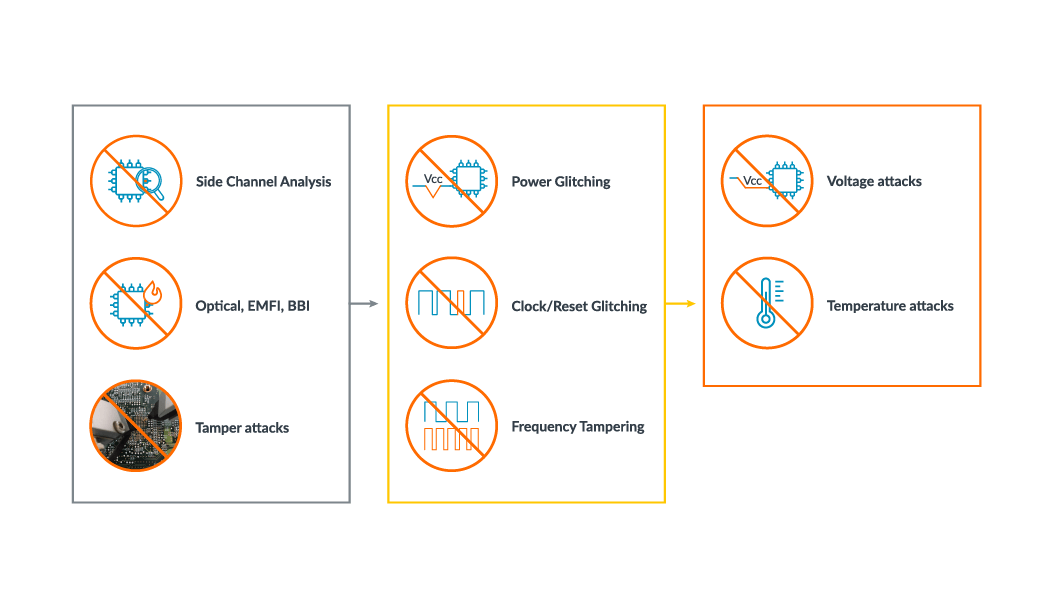 Side Channel Analysis
Optical, EMFI, BBI
Tamper attacks
Vcc
Power Glitching
Clock/Reset Glitching
Frequency Tampering
Vcc
Voltage attacks
Temperature attacks